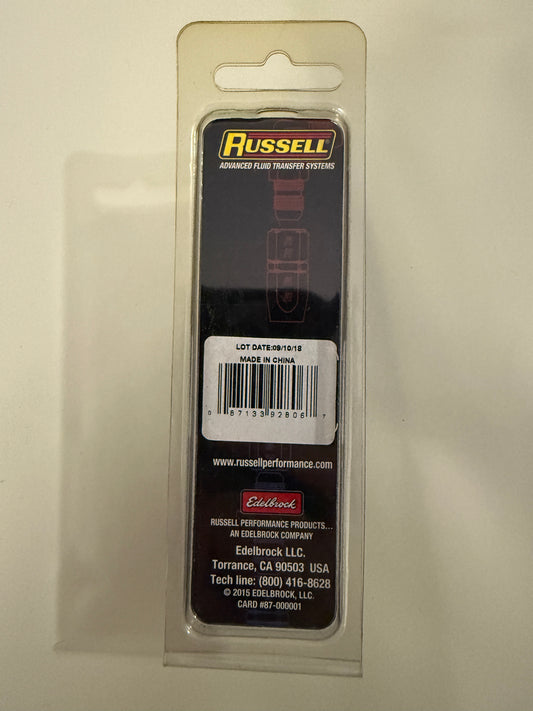 RUSSELL
ADVANCED FLUID TRANSFER SYSTEMS
LOT DATE:09/10/18
MADE IN CHINA
0 87133 92806 7
www.russellperformance.com
Edelbrock
RUSSELL PERFORMANCE PRODUCTS...
AN EDELBROCK COMPANY
Edelbrock LLC.
Torrance, CA 90503 USA
Tech line: (800) 416-8628
© 2015 EDELBROCK, LLC.
CARD #87-000001